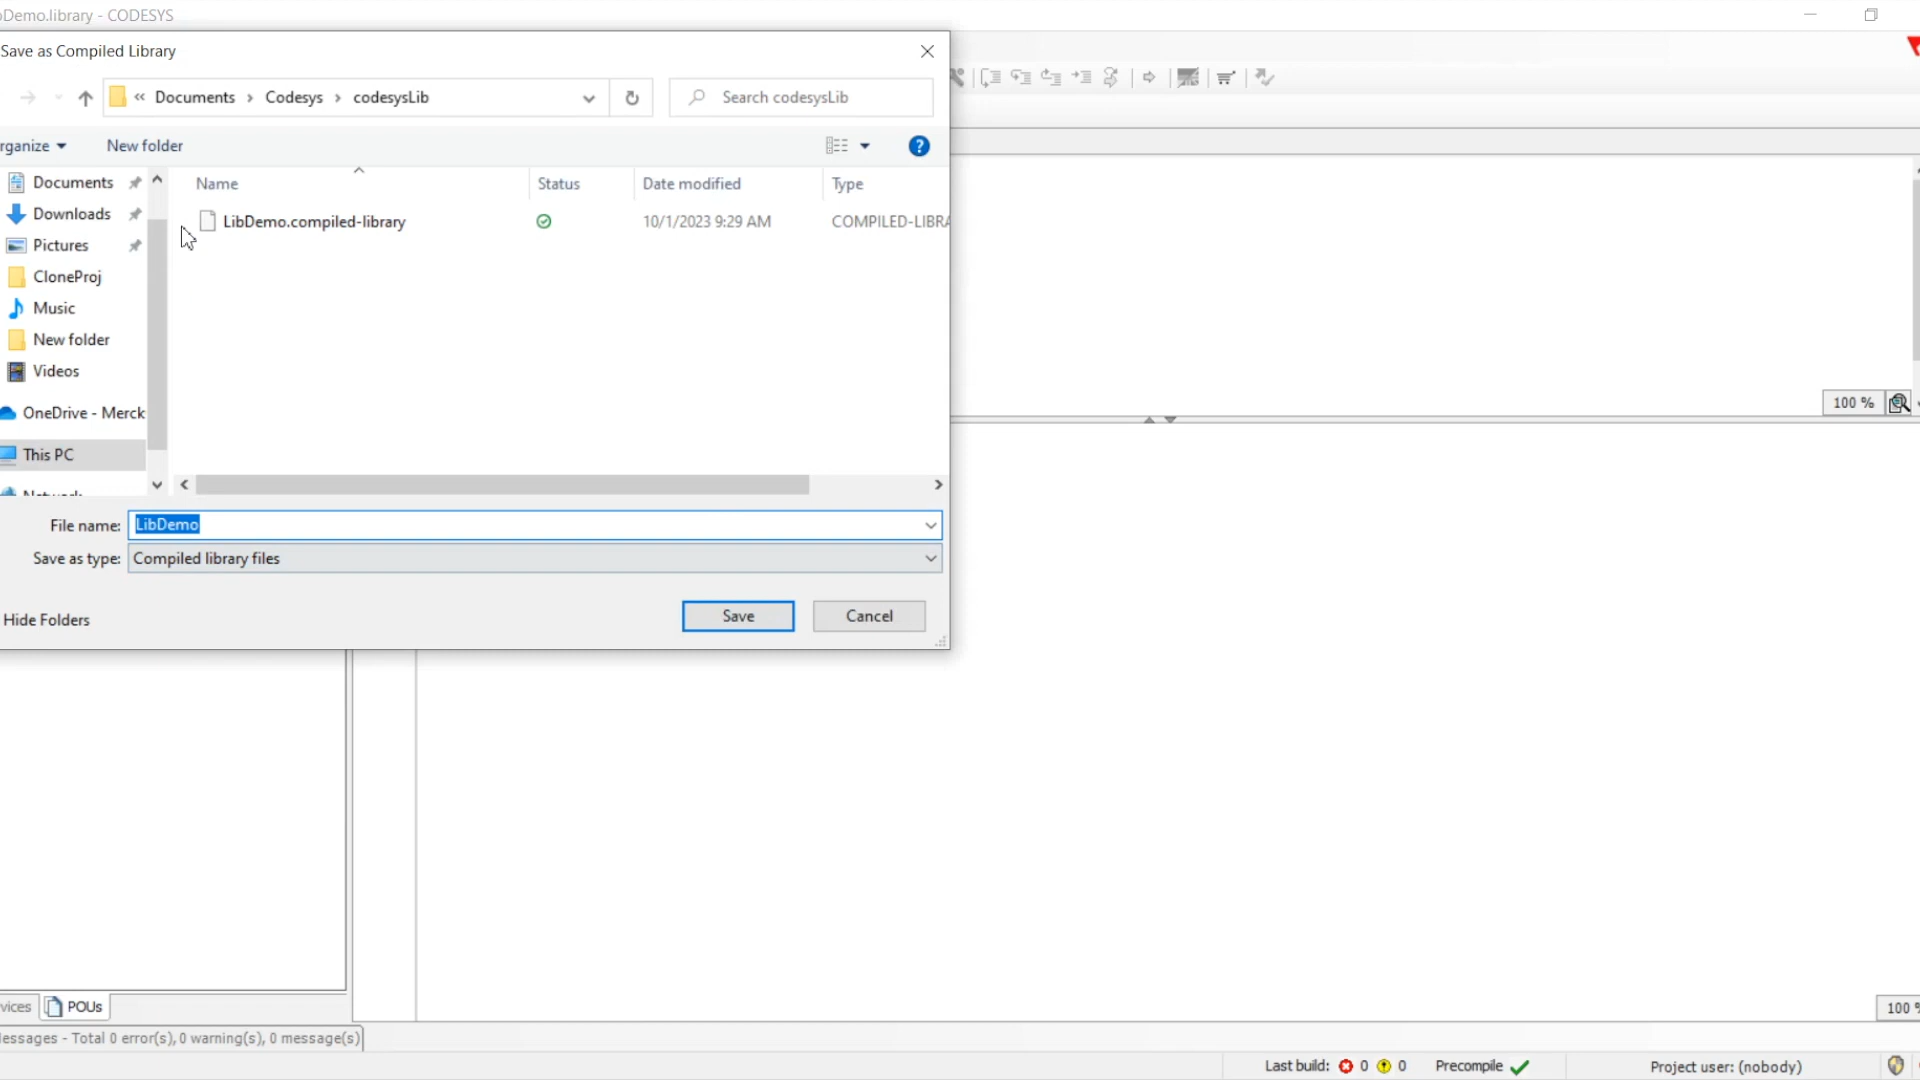 oDemo.library - CODESYS
Save as Compiled Library
« Documents › Codesys › codesysLib
Search codesysLib
rganize
New folder
Name
Status
Date modified
Type
Documents
Downloads
Pictures
CloneProj
Music
New folder
Videos
OneDrive - Merck
This PC
LibDemo.compiled-library
10/1/2023 9:29 AM
COMPILED-LIBRA
100 %
File name: LibDemo
Save as type: Compiled library files
Hide Folders
Save
Cancel
vices
POUs
100 %
essages - Total 0 error(s), 0 warning(s), 0 message(s)
Last build: 0 0
Precompile
Project user: (nobody)